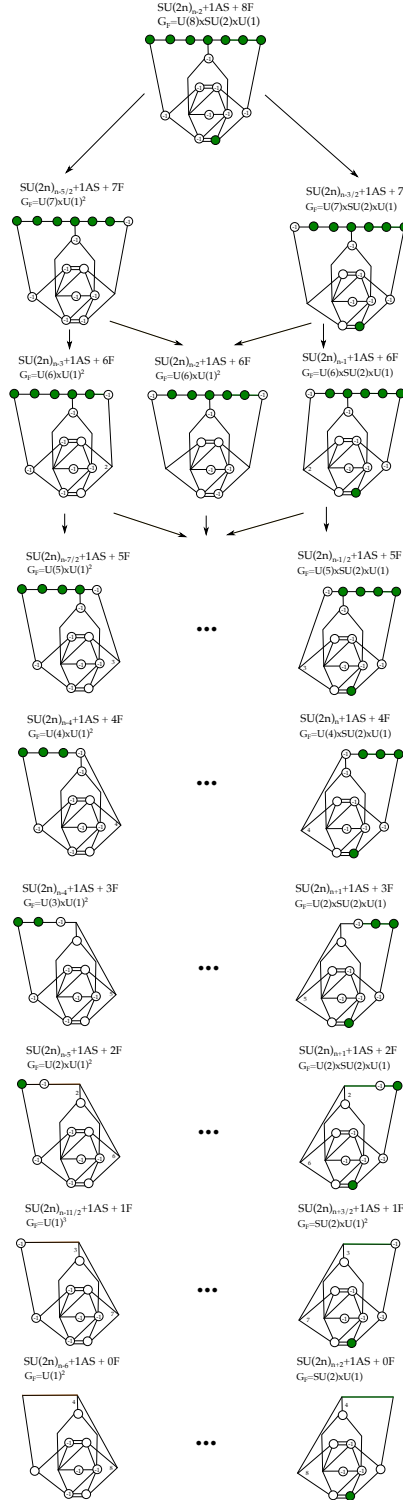 SU(2n)n-2+1AS + 8F
GF=U(8)xSU(2)xU(1)
SU(2n)n-5/2+1AS + 7F
GF=U(7)xU(1)2
SU(2n)n-3/2+1AS + 7
GF=U(7)xSU(2)xU(1)
SU(2n)n-3+1AS + 6F
GF=U(6)xU(1)2
SU(2n)n-2+1AS + 6F
GF=U(6)xU(1)2
SU(2n)n-1+1AS + 6F
GF=U(6)xSU(2)xU(1)
SU(2n)n-7/2+1AS + 5F
GF=U(5)xU(1)2
SU(2n)n-1/2+1AS + 5F
GF=U(5)xSU(2)xU(1)
•••
SU(2n)n-4+1AS + 4F
GF=U(4)xU(1)2
SU(2n)n+1AS + 4F
GF=U(4)xSU(2)xU(1)
•••
SU(2n)n-4+1AS + 3F
GF=U(3)xU(1)2
SU(2n)n+1+1AS + 3F
GF=U(2)xSU(2)xU(1)
•••
SU(2n)n-5+1AS + 2F
GF=U(2)xU(1)2
SU(2n)n+1+1AS + 2F
GF=U(2)xSU(2)xU(1)
•••
SU(2n)n-11/2+1AS + 1F
GF=U(1)3
SU(2n)n+3/2+1AS + 1F
GF=SU(2)xU(1)2
•••
SU(2n)n-6+1AS + 0F
GF=U(1)2
SU(2n)n+2+1AS + 0F
GF=SU(2)xU(1)
•••